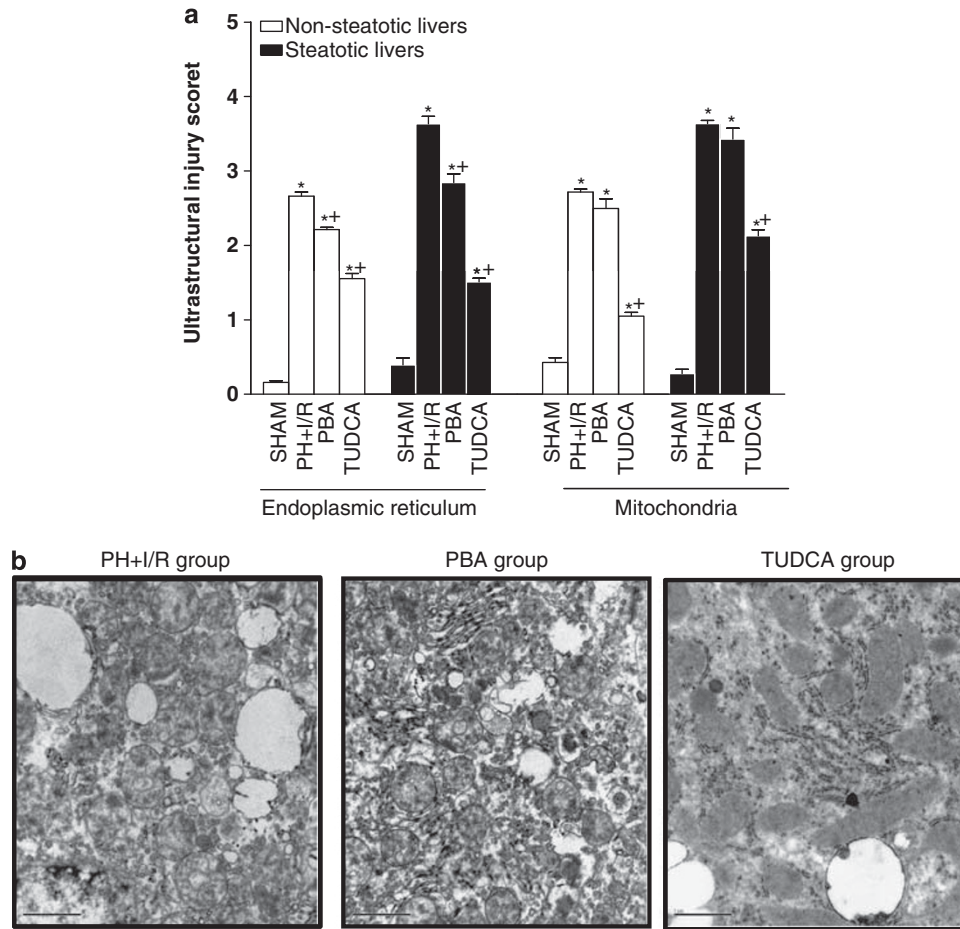 a
Non-steatotic livers
Steatotic livers
Ultrastructural injury scoret
5
4
3
2
1
0
* *+ *+ * *+ *+ * * *+ * * *+
SHAM PH+I/R PBA TUDCA SHAM PH+I/R PBA TUDCA SHAM PH+I/R PBA TUDCA SHAM PH+I/R PBA TUDCA
Endoplasmic reticulum Mitochondria
b
PH+I/R group PBA group TUDCA group